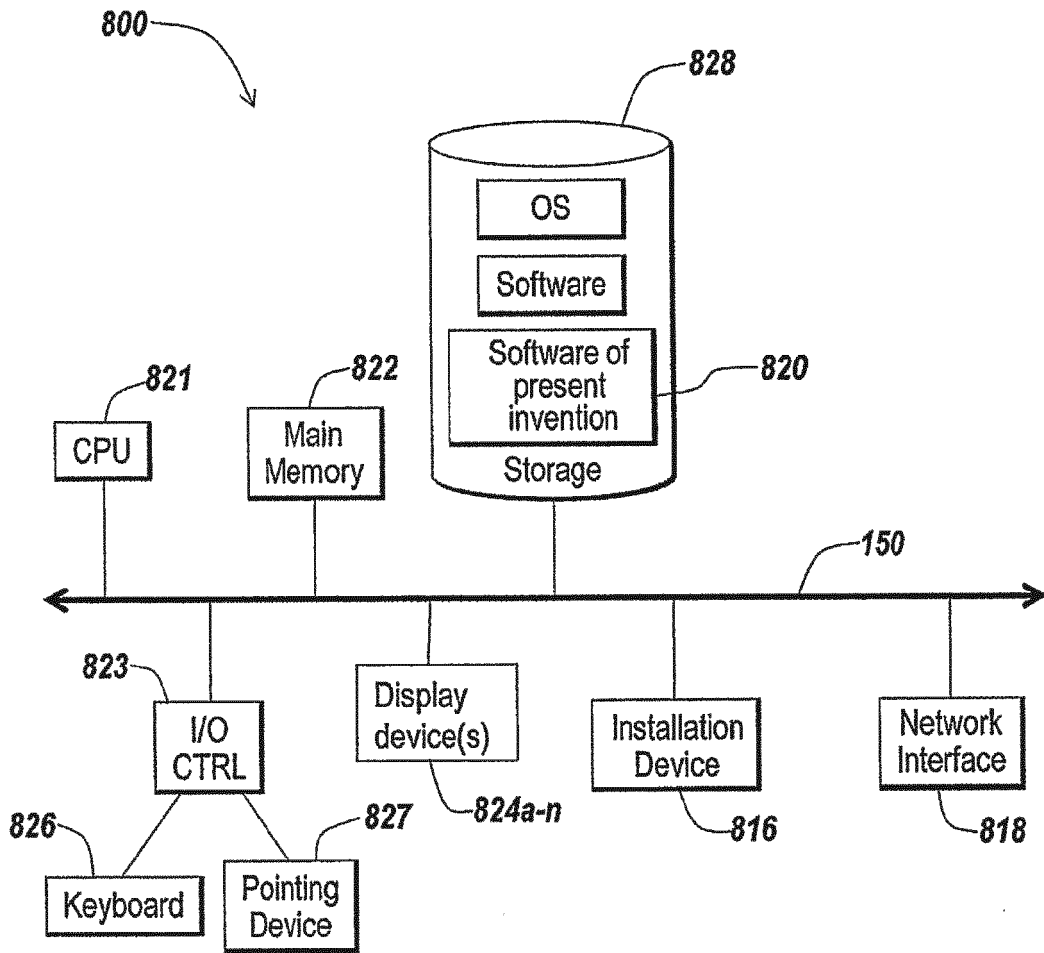 800
828
OS
Software
Software of
present
invention
820
Storage
821
CPU
822
Main
Memory
150
823
I/O
CTRL
Display
device(s)
824a-n
Installation
Device
816
Network
Interface
818
826
Keyboard
827
Pointing
Device